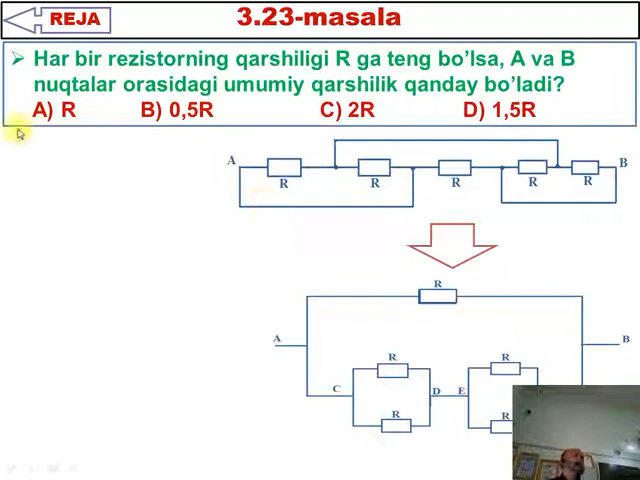 REJA
3.23-masala
Har bir rezistorning qarshiligi R ga teng bo'lsa, A va B
nuqtalar orasidagi umumiy qarshilik qanday bo'ladi?
A) R B) 0,5R C) 2R D) 1,5R
A B
R R R R R
R
A B
R R
C D E
R R